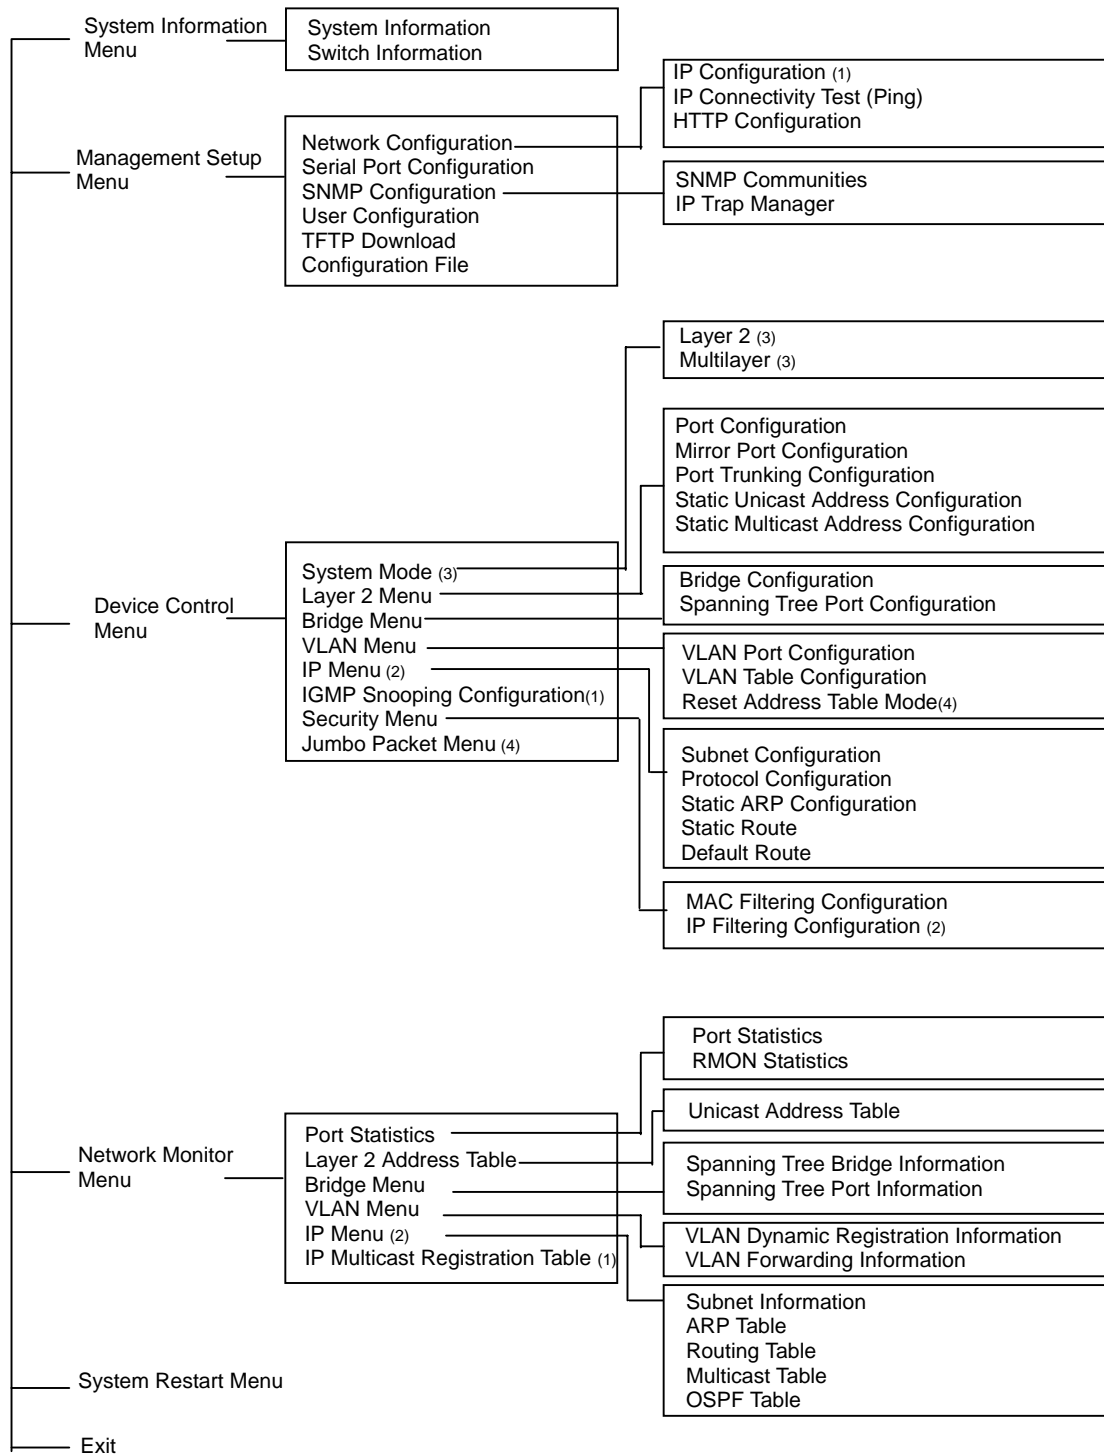 System Information
Menu
System Information
Switch Information
Management Setup
Menu
Network Configuration
Serial Port Configuration
SNMP Configuration
User Configuration
TFTP Download
Configuration File
IP Configuration (1)
IP Connectivity Test (Ping)
HTTP Configuration
SNMP Communities
IP Trap Manager
Device Control
Menu
System Mode (3)
Layer 2 Menu
Bridge Menu
VLAN Menu
IP Menu (2)
IGMP Snooping Configuration(1)
Security Menu
Jumbo Packet Menu (4)
Layer 2 (3)
Multilayer (3)
Port Configuration
Mirror Port Configuration
Port Trunking Configuration
Static Unicast Address Configuration
Static Multicast Address Configuration
Bridge Configuration
Spanning Tree Port Configuration
VLAN Port Configuration
VLAN Table Configuration
Reset Address Table Mode(4)
Subnet Configuration
Protocol Configuration
Static ARP Configuration
Static Route
Default Route
MAC Filtering Configuration
IP Filtering Configuration (2)
Network Monitor
Menu
Port Statistics
Layer 2 Address Table
Bridge Menu
VLAN Menu
IP Menu (2)
IP Multicast Registration Table (1)
Port Statistics
RMON Statistics
Unicast Address Table
Spanning Tree Bridge Information
Spanning Tree Port Information
VLAN Dynamic Registration Information
VLAN Forwarding Information
Subnet Information
ARP Table
Routing Table
Multicast Table
OSPF Table
System Restart Menu
Exit